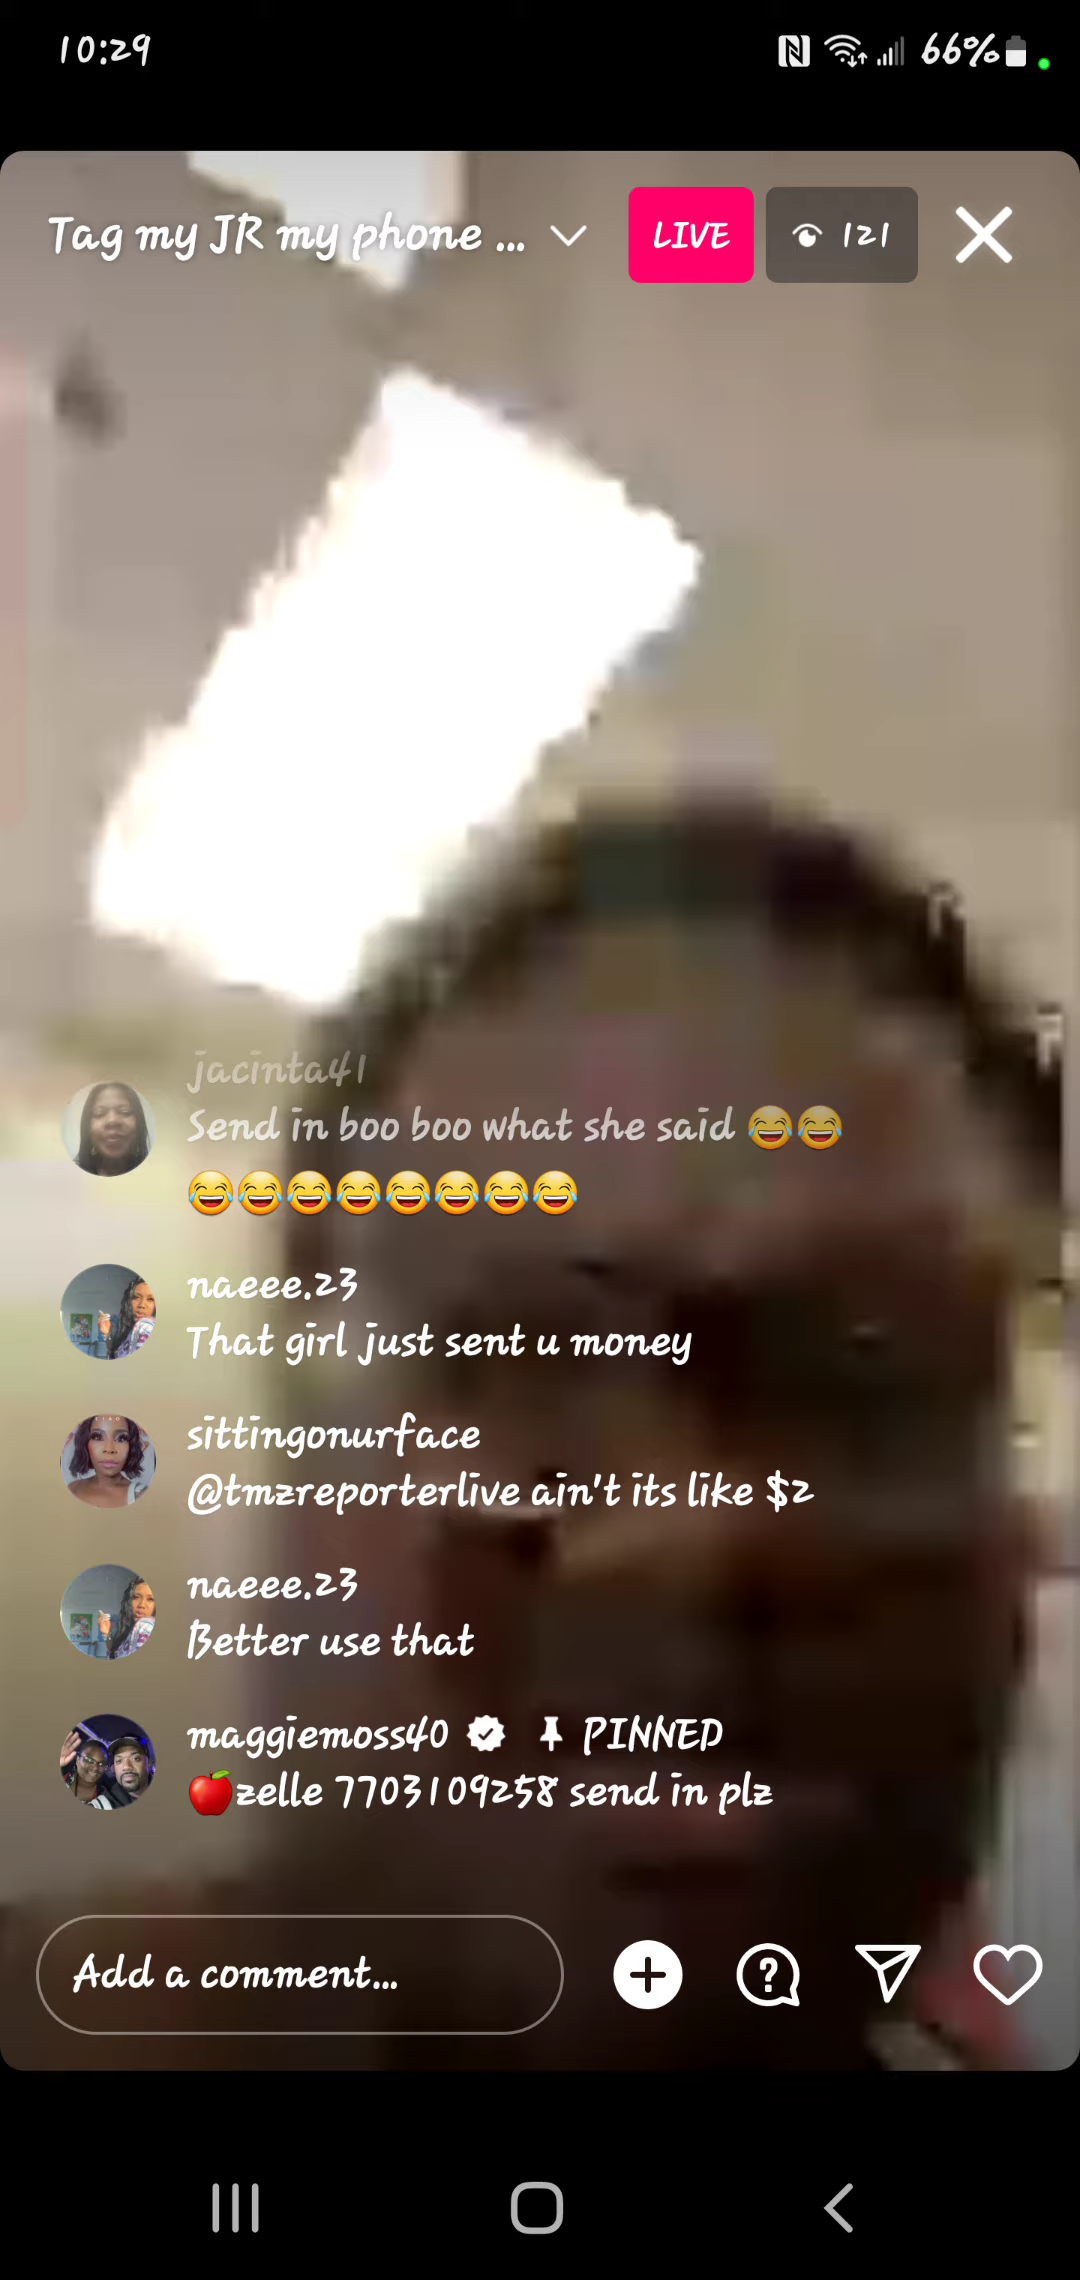 10:29
66%
Tag my JR my phone ...
LIVE
121
jacinta41
Send in boo boo what she said 😂😂
😂😂😂😂😂😂😂😂
naeee.23
That girl just sent u money
sittingonurface
@tmzreporterlive ain't its like $2
naeee.23
Better use that
maggiemoss40 PINNED
🍎zelle 7703109258 send in plz
Add a comment...